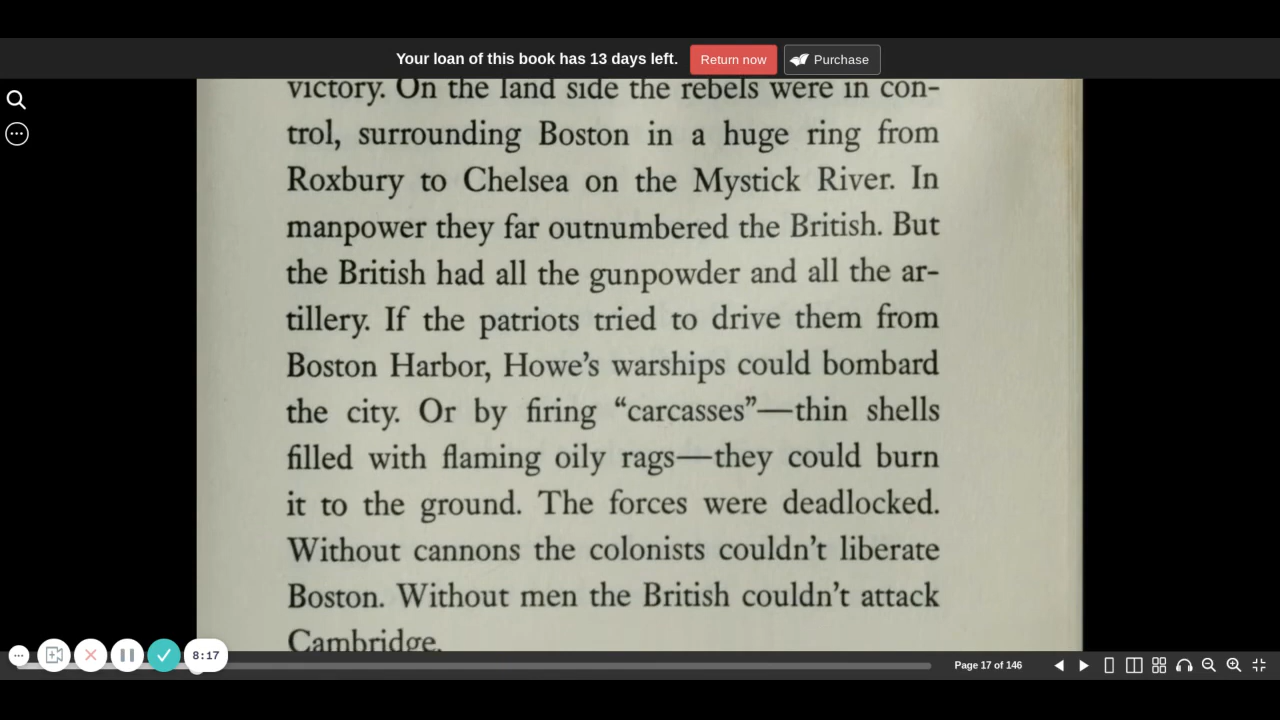 Your loan of this book has 13 days left. Return now Purchase
victory. On the land side the rebels were in con-
trol, surrounding Boston in a huge ring from
Roxbury to Chelsea on the Mystick River. In
manpower they far outnumbered the British. But
the British had all the gunpowder and all the ar-
tillery. If the patriots tried to drive them from
Boston Harbor, Howe’s warships could bombard
the city. Or by firing “carcasses”—thin shells
filled with flaming oily rags—they could burn
it to the ground. The forces were deadlocked.
Without cannons the colonists couldn’t liberate
Boston. Without men the British couldn’t attack
Cambridge.
8:17
Page 17 of 146